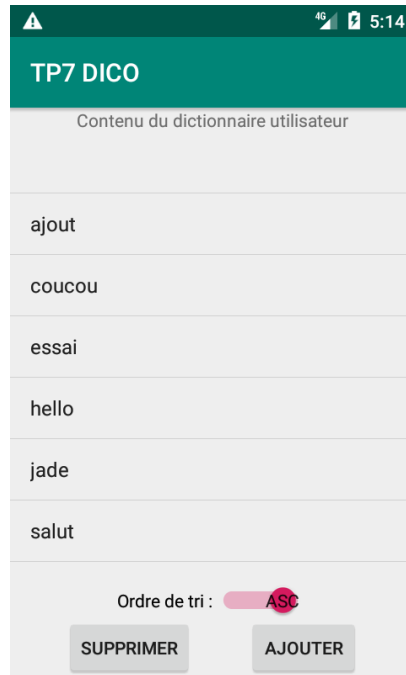 4G 5:14
TP7 DICO
Contenu du dictionnaire utilisateur
ajout
coucou
essai
hello
jade
salut
Ordre de tri : ASC
SUPPRIMER AJOUTER